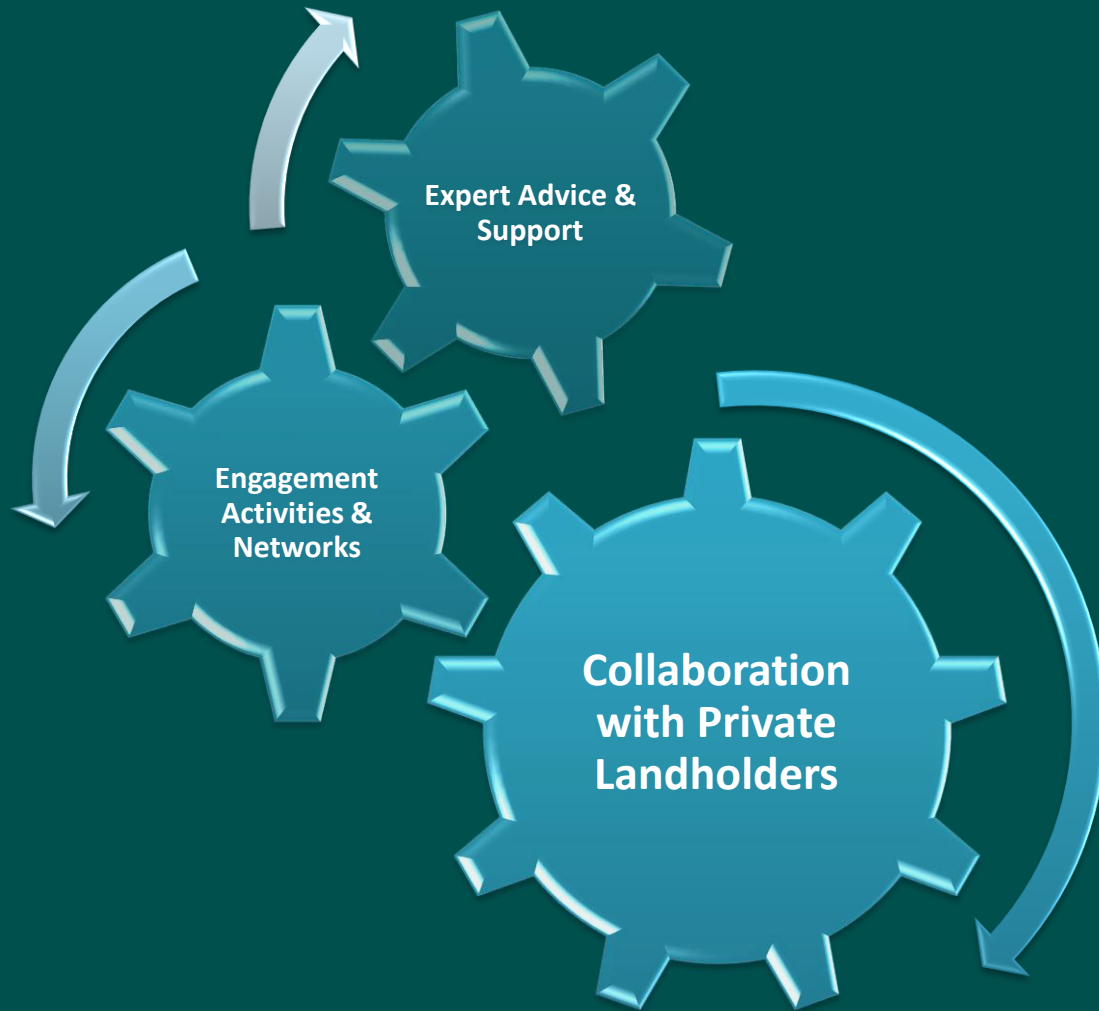 Expert Advice &
Support
Engagement
Activities &
Networks
Collaboration
with Private
Landholders